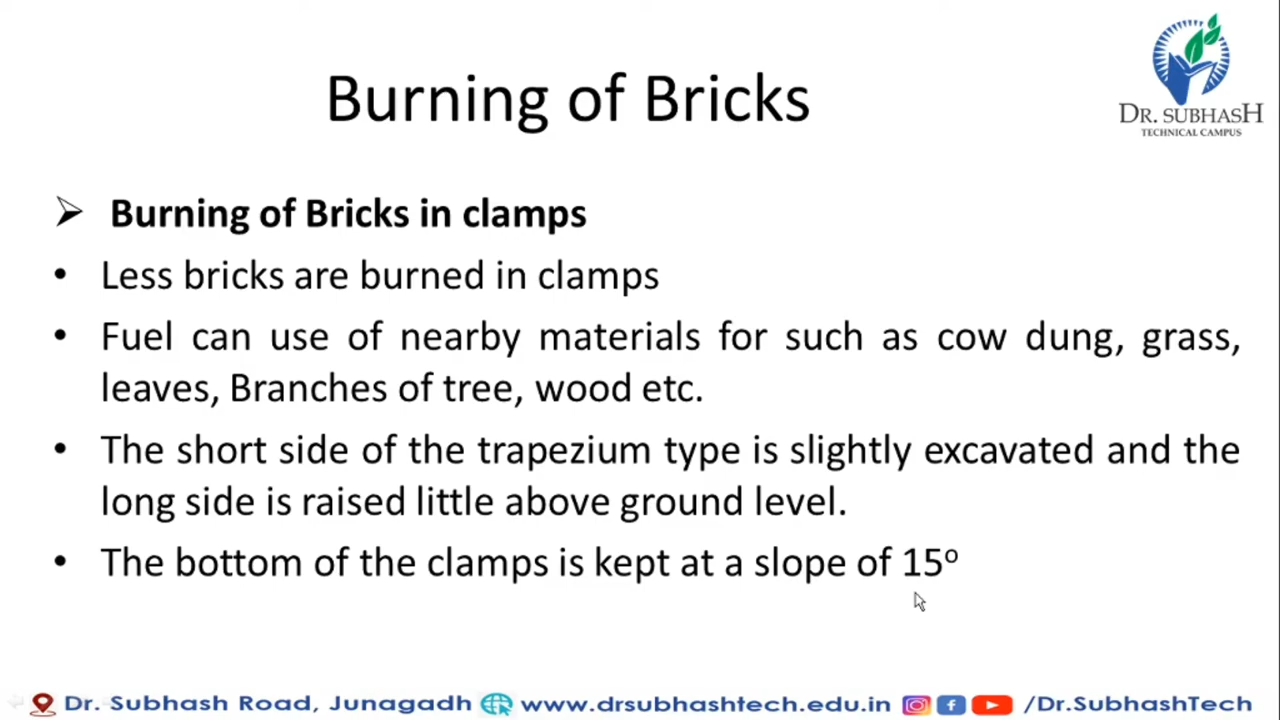 DR. SUBHASH
TECHNICAL CAMPUS
Burning of Bricks
➢ Burning of Bricks in clamps
• Less bricks are burned in clamps
• Fuel can use of nearby materials for such as cow dung, grass,
leaves, Branches of tree, wood etc.
• The short side of the trapezium type is slightly excavated and the
long side is raised little above ground level.
• The bottom of the clamps is kept at a slope of 15º
Dr. Subhash Road, Junagadh www.drsubhashtech.edu.in /Dr.SubhashTech